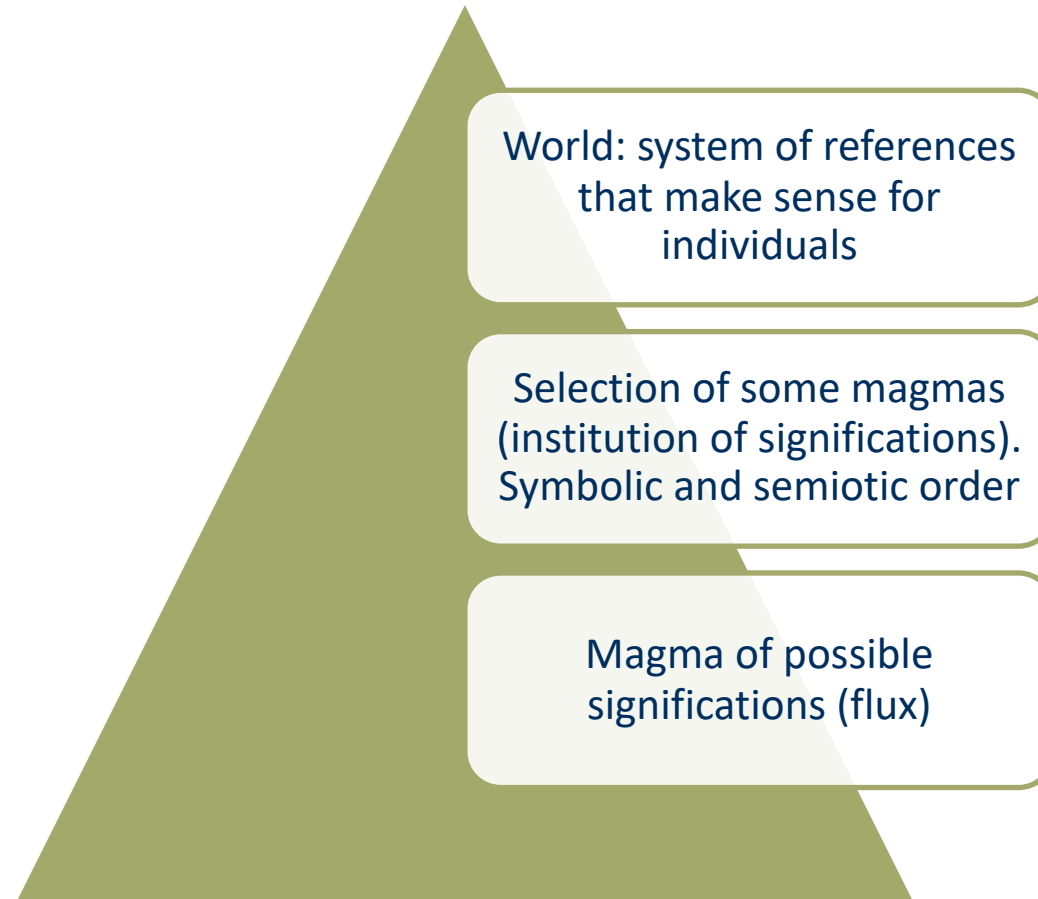 World: system of references
that make sense for
individuals
Selection of some magmas
(institution of significations).
Symbolic and semiotic order
Magma of possible
significations (flux)